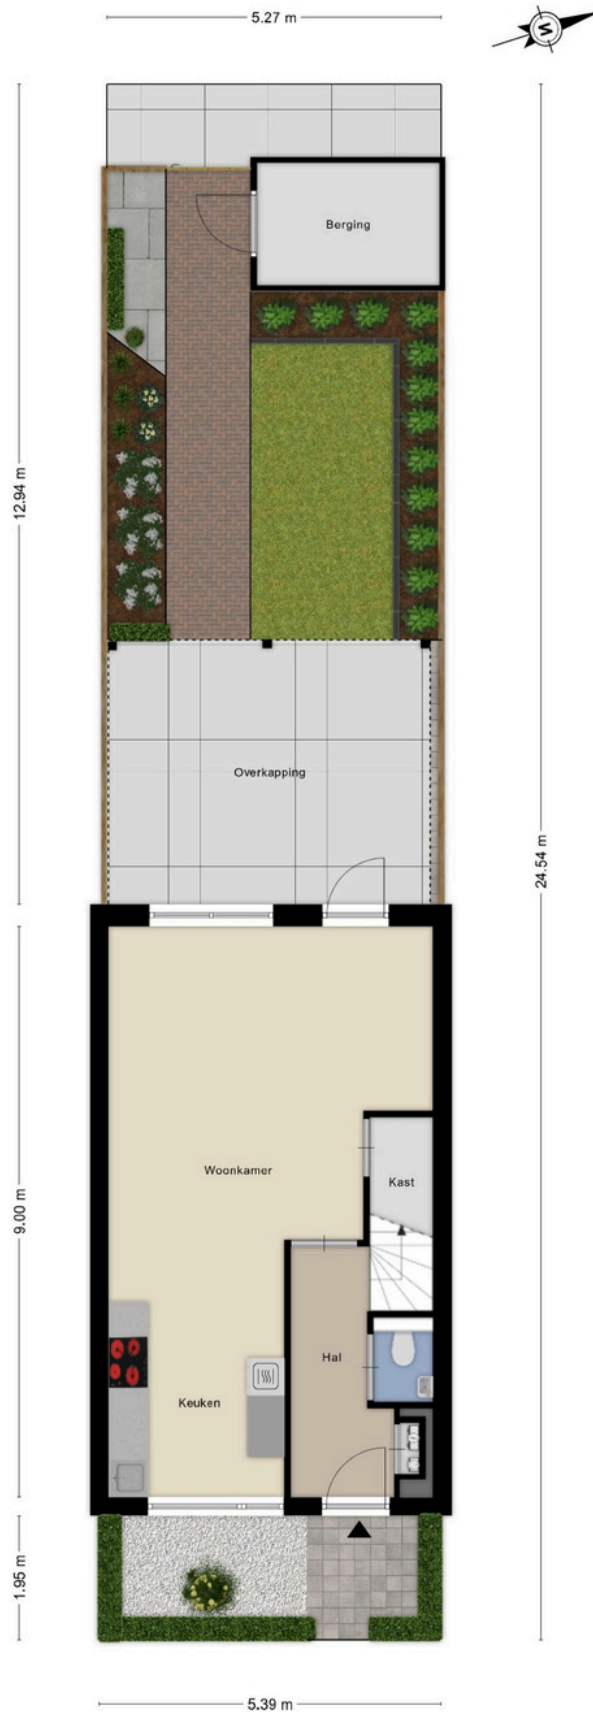 5.27 m
N
Berging
12.94 m
Overkapping
24.54 m
Woonkamer
Kast
9.00 m
Hal
Keuken
1.95 m
5.39 m